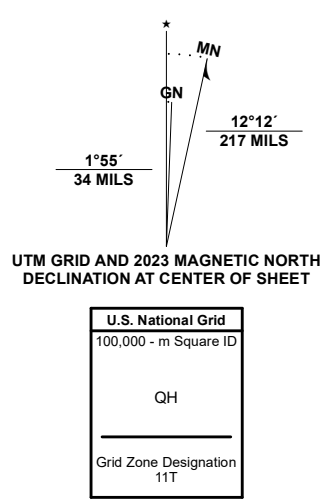 ★
MN
GN
12°12´
217 MILS
1°55´
34 MILS
UTM GRID AND 2023 MAGNETIC NORTH
DECLINATION AT CENTER OF SHEET
U.S. National Grid
100,000 - m Square ID
QH
Grid Zone Designation
11T